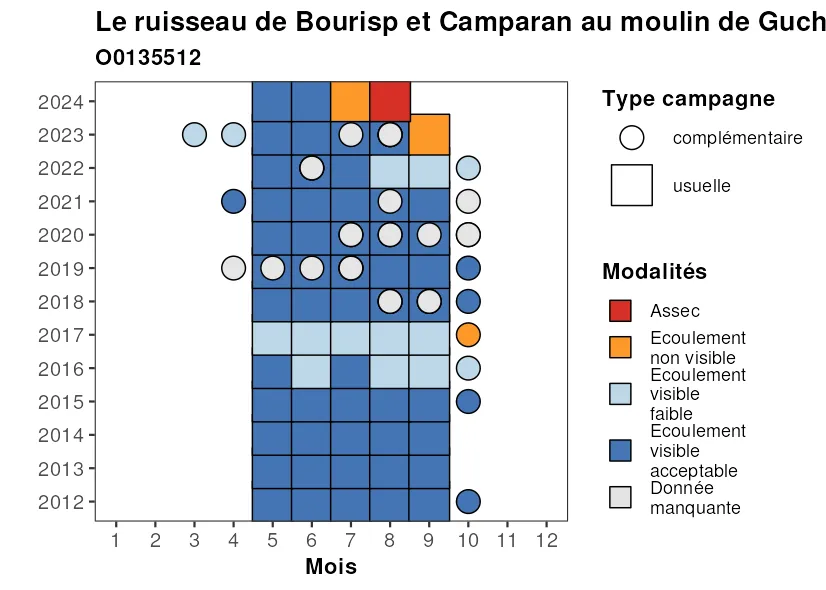 Le ruisseau de Bourisp et Camparan au moulin de Guch
O0135512
2024
2023
2022
2021
2020
2019
2018
2017
2016
2015
2014
2013
2012
1 2 3 4 5 6 7 8 9 10 11 12
Mois
Type campagne
complémentaire
usuelle
Modalités
Assec
Ecoulement
non visible
Ecoulement
visible
faible
Ecoulement
visible
acceptable
Donnée
manquante